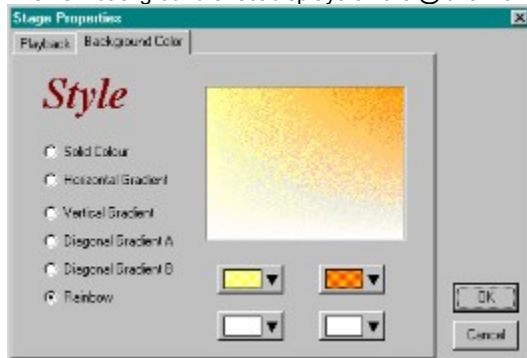 Stage Properties
Playback Background Color
Style
Solid Colour
Horizontal Gradient
Vertical Gradient
Diagonal Gradient A
Diagonal Gradient B
Rainbow
OK
Cancel